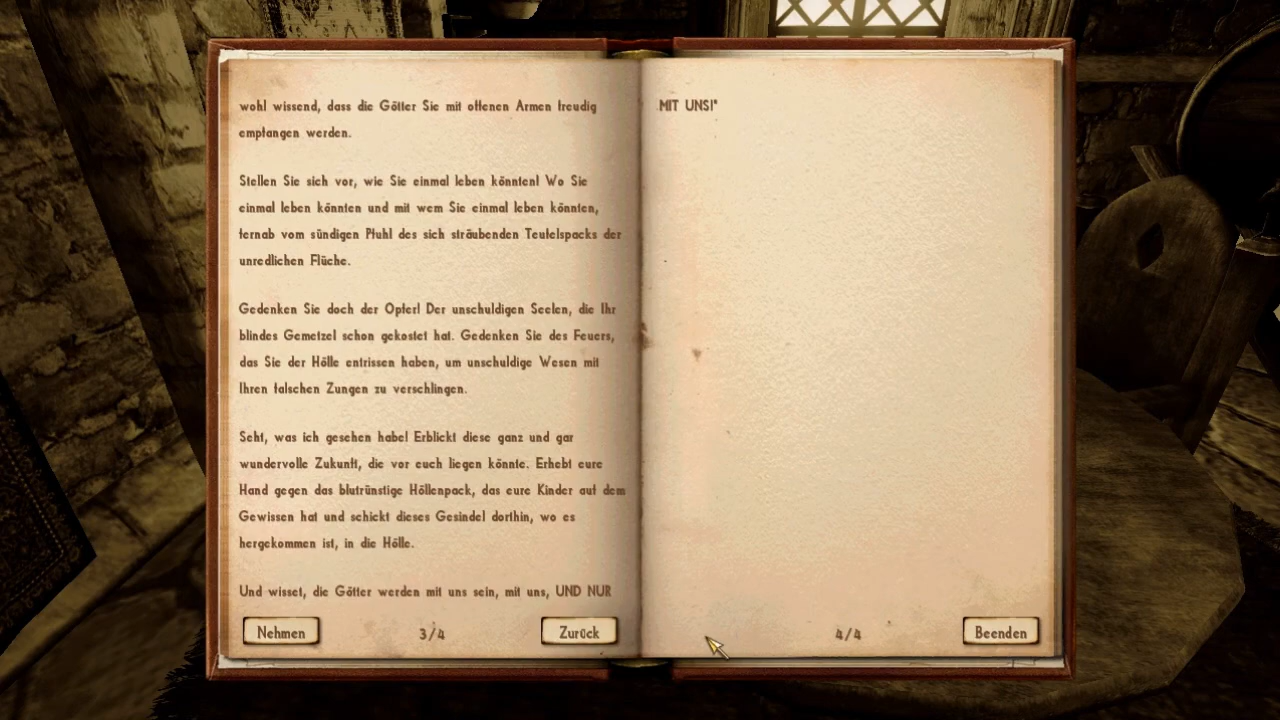 wohl wissend, dass die Götter Sie mit offenen Armen freudig
empfangen werden.
Stellen Sie sich vor, wie Sie einmal leben könnten! Wo Sie
einmal leben könnten und mit wem Sie einmal leben könnten,
fernab vom sündigen Pfuhl des sich sträubenden Teufelspacks der
unredlichen Flüche.
Gedenken Sie doch der Opfer! Der unschuldigen Seelen, die Ihr
blindes Gemetzel schon gekostet hat. Gedenken Sie des Feuers,
das Sie der Hölle entrissen haben, um unschuldige Wesen mit
Ihren falschen Zungen zu verschlingen.
Seht, was ich gesehen habe! Erblickt diese ganz und gar
wundervolle Zukunft, die vor euch liegen könnte. Erhebt eure
Hand gegen das blutrünstige Höllenpack, das eure Kinder auf dem
Gewissen hat und schickt dieses Gesindel dorthin, wo es
hergekommen ist, in die Hölle.
Und wisset, die Götter werden mit uns sein, mit uns, UND NUR
Nehmen
3/4
Zurück
MIT UNS!"
4/4
Beenden